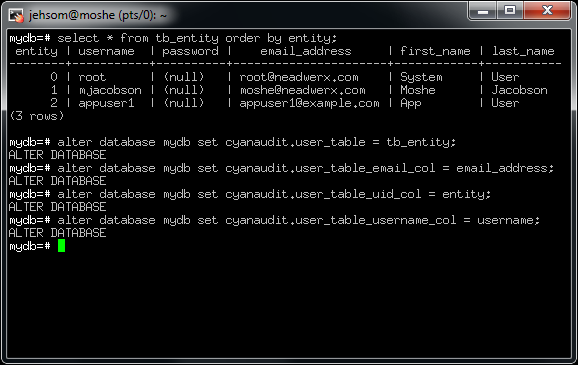 jehsom@moshe (pts/0): ~
mydb=# select * from tb_entity order by entity;
 entity | username  | password |     email_address     | first_name | last_name
--------+-----------+----------+-----------------------+------------+-----------
      0 | root      | (null)   | root@neadwerx.com     | System     | User
      1 | mjacobson | (null)   | moshe@neadwerx.com    | Moshe      | Jacobson
      2 | appuser1  | (null)   | appuser1@example.com  | App        | User
(3 rows)
mydb=# alter database mydb set cyanaudit.user_table = tb_entity;
ALTER DATABASE
mydb=# alter database mydb set cyanaudit.user_table_email_col = email_address;
ALTER DATABASE
mydb=# alter database mydb set cyanaudit.user_table_uid_col = entity;
ALTER DATABASE
mydb=# alter database mydb set cyanaudit.user_table_username_col = username;
ALTER DATABASE
mydb=#